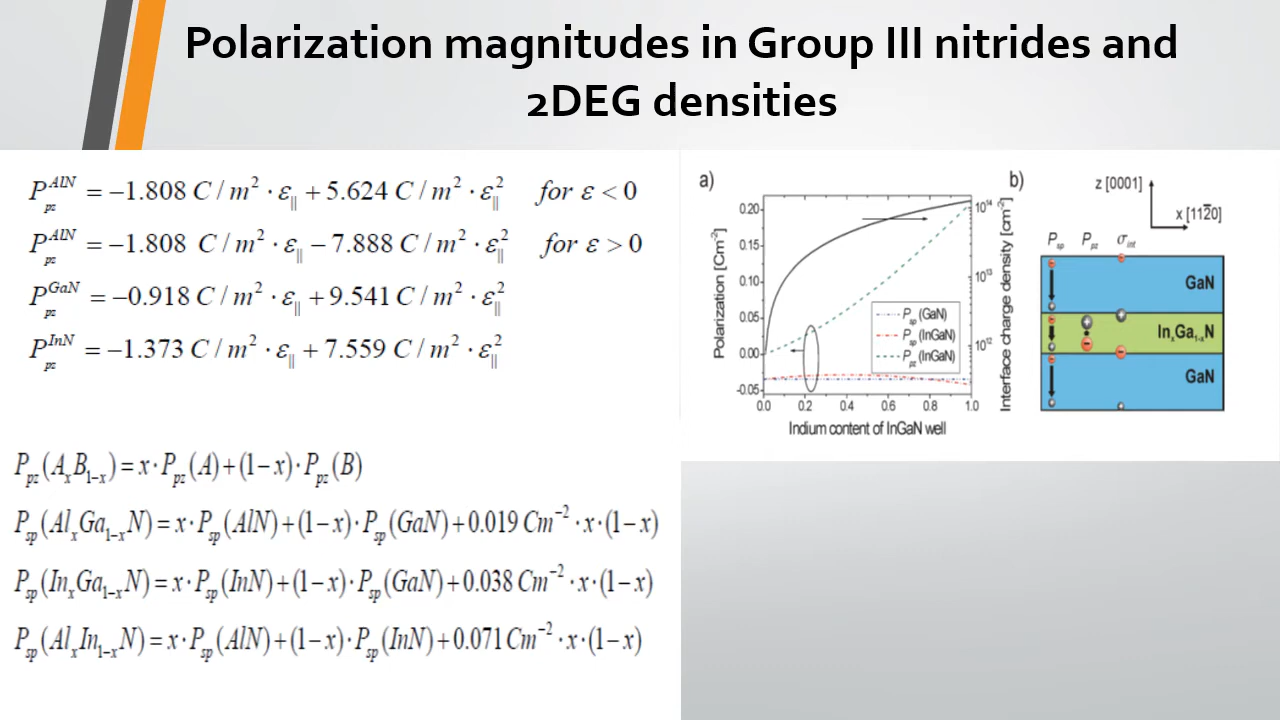 Polarization magnitudes in Group III nitrides and
2DEG densities
P_pz^AlN = −1.808 C / m² · ε_|| + 5.624 C / m² · ε_||² for ε < 0
P_pz^AlN = −1.808 C / m² · ε_|| − 7.888 C / m² · ε_||² for ε > 0
P_pz^GaN = −0.918 C / m² · ε_|| + 9.541 C / m² · ε_||²
P_pz^InN = −1.373 C / m² · ε_|| + 7.559 C / m² · ε_||²
P_pz(A_xB_1−x) = x · P_pz(A) + (1−x) · P_pz(B)
P_sp(Al_xGa_1−xN) = x · P_sp(AlN) + (1−x) · P_sp(GaN) + 0.019 Cm⁻² · x · (1−x)
P_sp(In_xGa_1−xN) = x · P_sp(InN) + (1−x) · P_sp(GaN) + 0.038 Cm⁻² · x · (1−x)
P_sp(Al_xIn_1−xN) = x · P_sp(AlN) + (1−x) · P_sp(InN) + 0.071 Cm⁻² · x · (1−x)
a)
Polarization [Cm⁻²]
0.20
0.15
0.10
0.05
0.00
-0.05
0.0 0.2 0.4 0.6 0.8 1.0
Indium content of InGaN well
P_sp (GaN)
P_sp (InGaN)
P_pz (InGaN)
10¹⁴
10¹³
10¹²
Interface charge density [cm⁻²]
b)
z [0001]
x [112̅0]
P_sp P_pz σ_int
GaN
In_xGa_1-xN
GaN